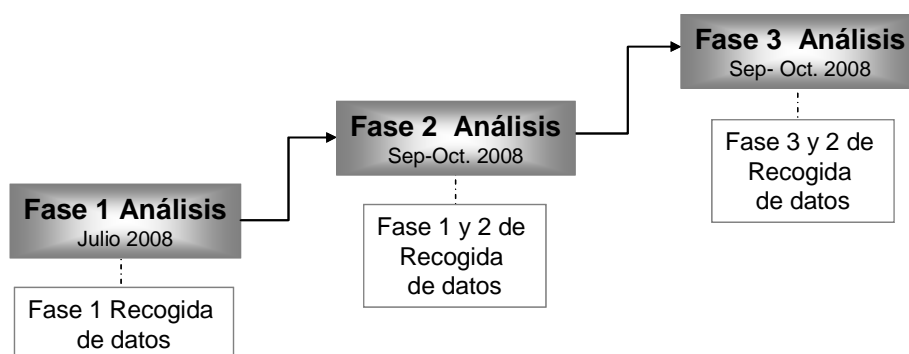 Fase 3 Análisis
Sep- Oct. 2008
Fase 3 y 2 de
Recogida
de datos
Fase 2 Análisis
Sep-Oct. 2008
Fase 1 y 2 de
Recogida
de datos
Fase 1 Análisis
Julio 2008
Fase 1 Recogida
de datos